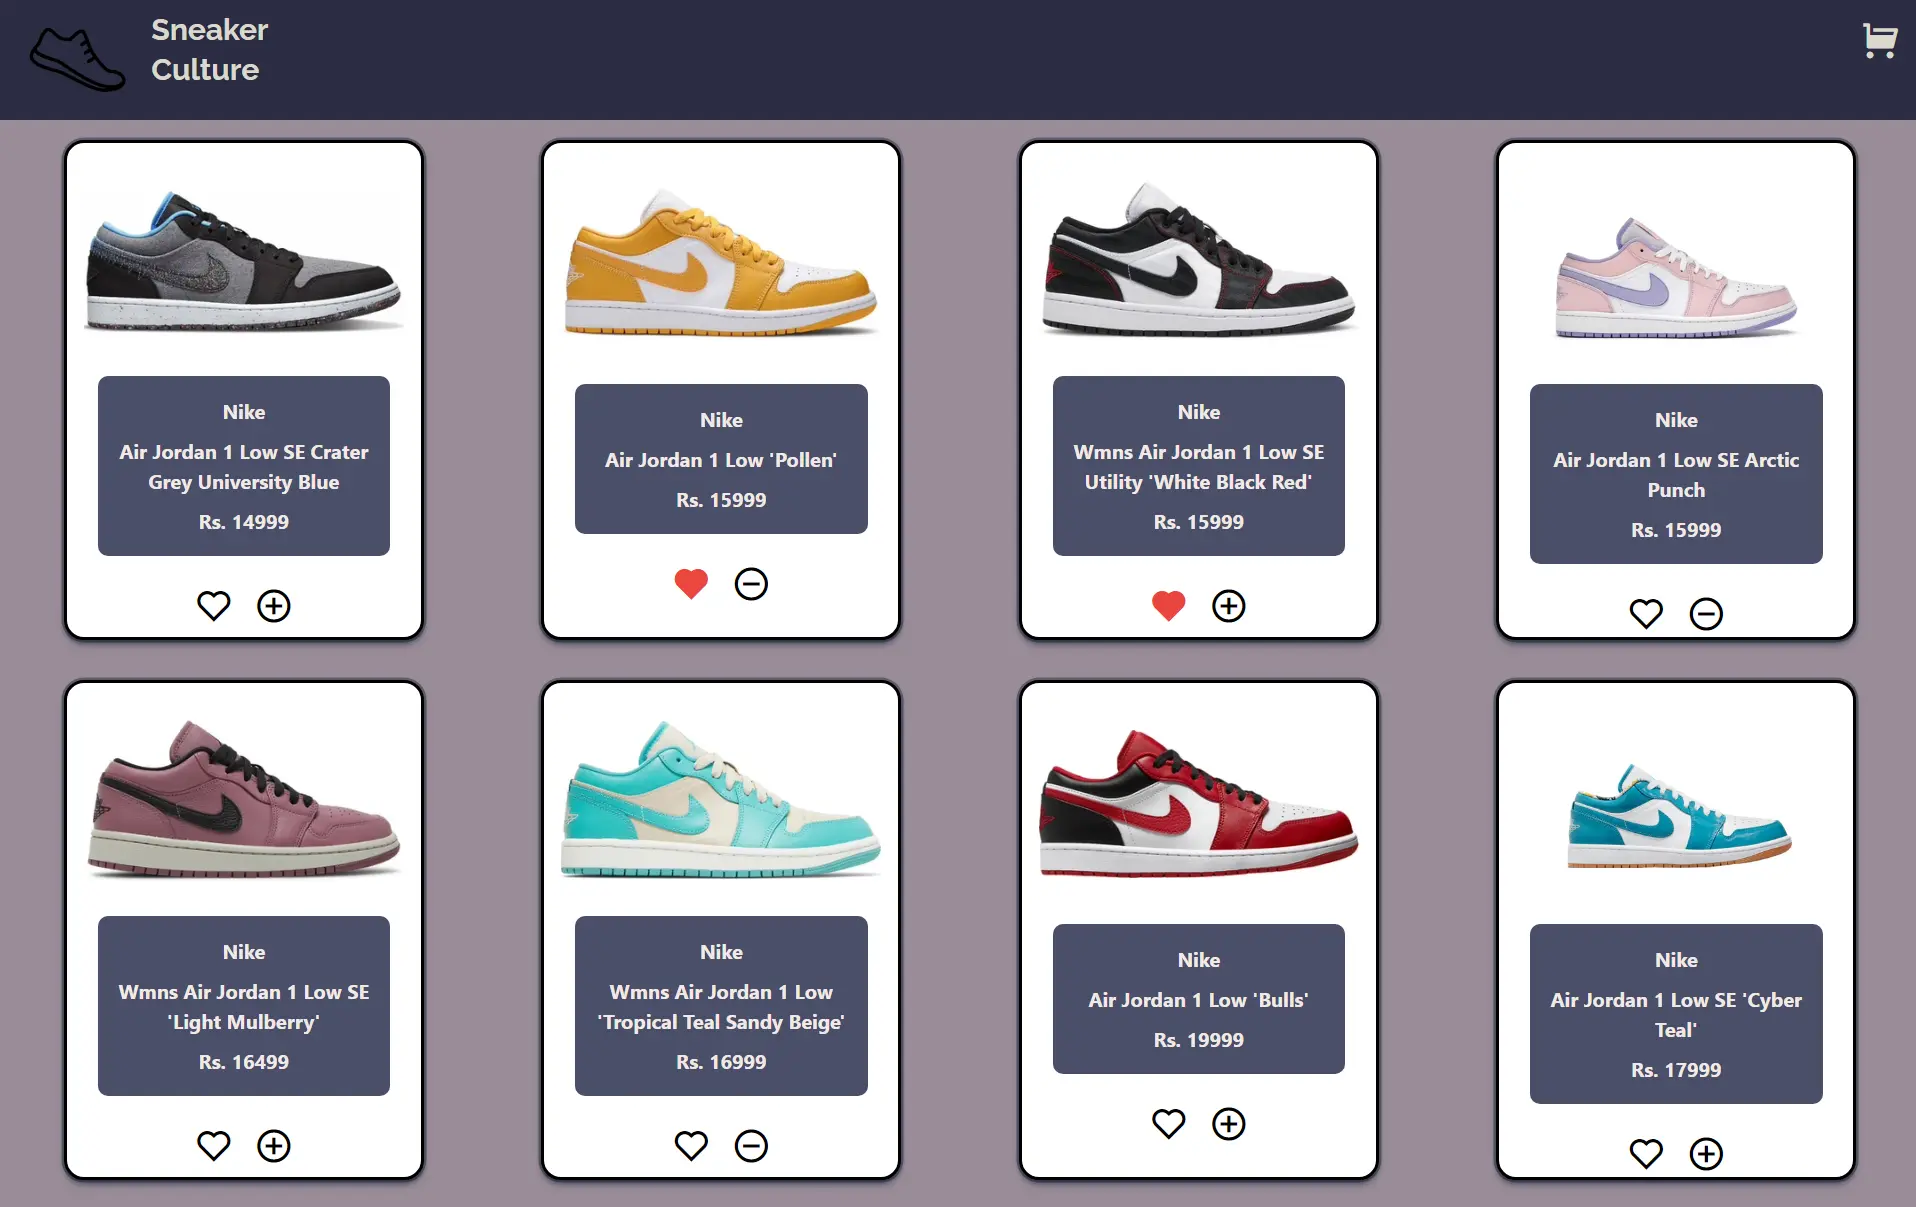 Sneaker
Culture
Nike
Air Jordan 1 Low SE Crater
Grey University Blue
Rs. 14999
Nike
Air Jordan 1 Low 'Pollen'
Rs. 15999
Nike
Wmns Air Jordan 1 Low SE
Utility 'White Black Red'
Rs. 15999
Nike
Air Jordan 1 Low SE Arctic
Punch
Rs. 15999
Nike
Wmns Air Jordan 1 Low SE
'Light Mulberry'
Rs. 16499
Nike
Wmns Air Jordan 1 Low
'Tropical Teal Sandy Beige'
Rs. 16999
Nike
Air Jordan 1 Low 'Bulls'
Rs. 19999
Nike
Air Jordan 1 Low SE 'Cyber
Teal'
Rs. 17999